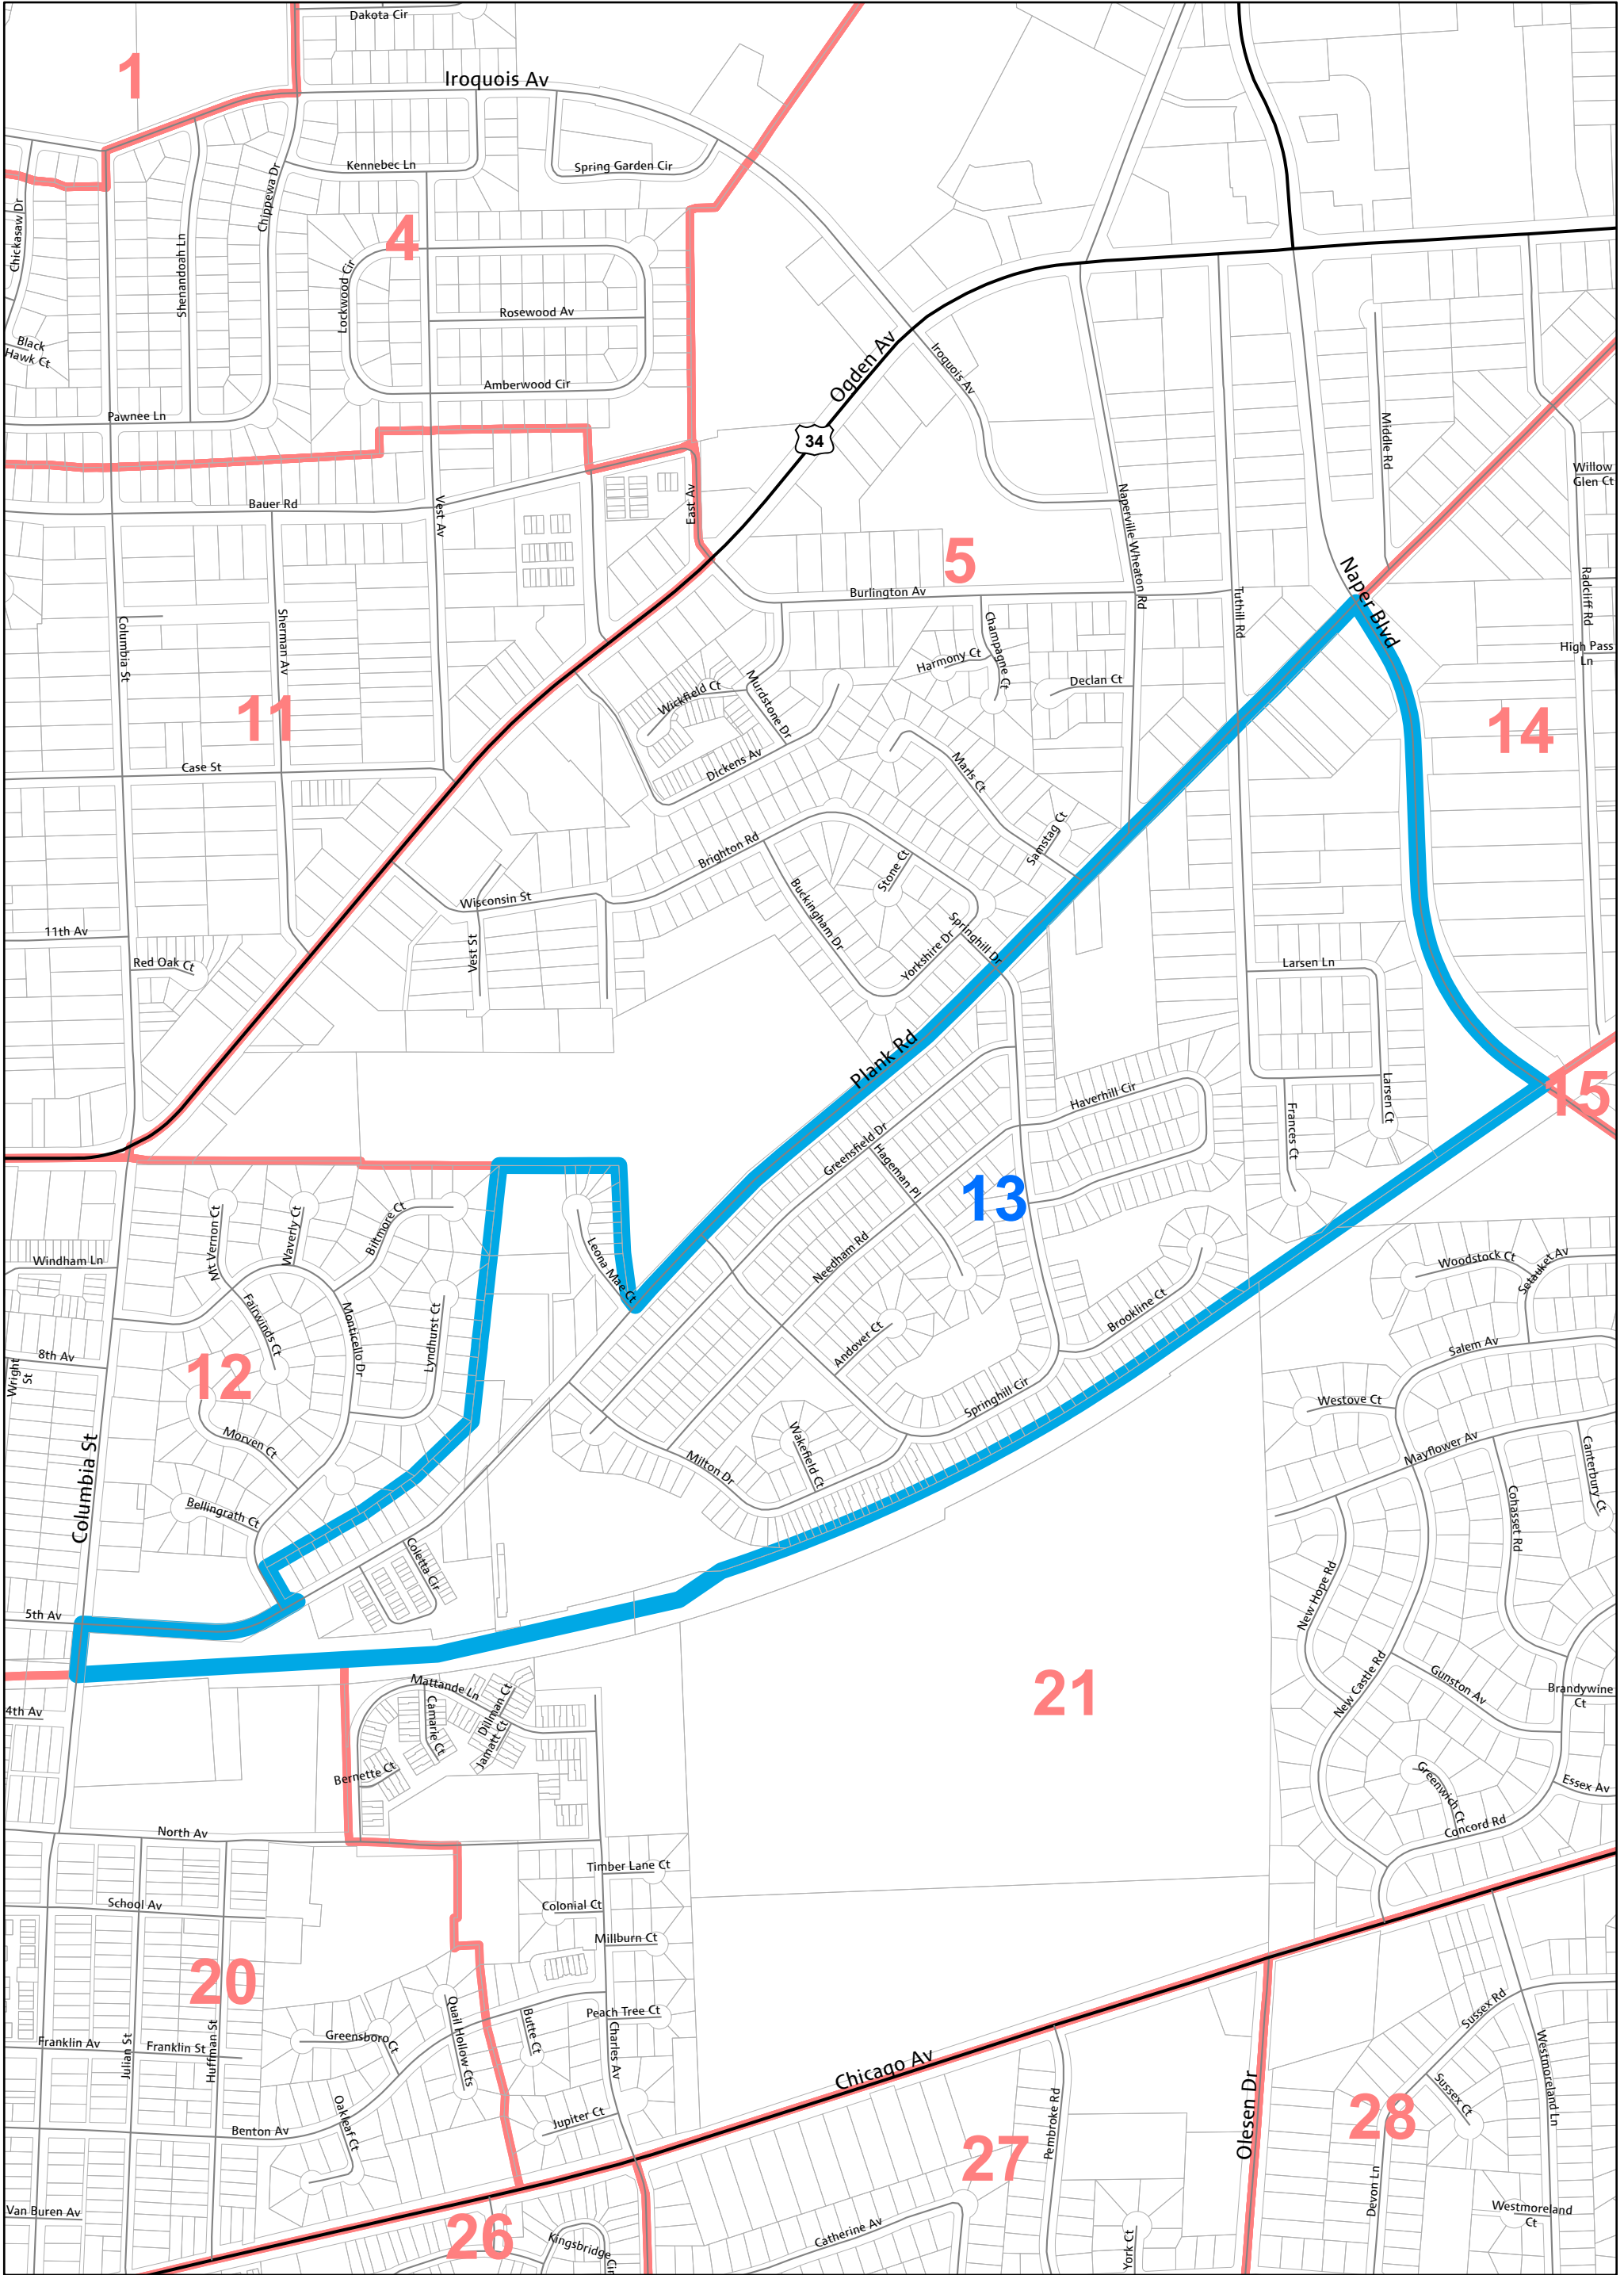 Dakota Cir
1
Iroquois Av
Kennebec Ln
Spring Garden Cir
Chickasaw Dr
Shenandoah Ln
Chippewa Dr
4
Lockwood Cir
Rosewood Av
Black
Hawk Ct
Amberwood Cir
Pawnee Ln
Ogden Av
34
Iroquois Av
Middle Rd
Willow
Glen Ct
Bauer Rd
Vest Av
East Av
Naperville Wheaton Rd
5
Burlington Av
Naper Blvd
Radcliff Rd
Tuthill Rd
Columbia St
Sherman Av
Champagne Ct
Harmony Ct
High Pass
Ln
Declan Ct
Wickfield Ct
Murdstone Dr
11
14
Case St
Dickens Av
Marls Ct
Samstag Ct
Brighton Rd
Stone Ct
Buckingham Dr
Wisconsin St
Vest St
11th Av
Red Oak Ct
Yorkshire Dr
Springhill Dr
Larsen Ln
Plank Rd
15
Haverhill Cir
Larsen Ct
Frances Ct
Greensfield Dr
Hageman Pl
13
Mt Vernon Ct
Waverly Ct
Biltmore Ct
Leona Mae Ct
Needham Rd
Windham Ln
Woodstock Ct
Setauket Av
Fairwinds Ct
Monticello Dr
Lyndhurst Ct
Brookline Ct
Andover Ct
Salem Av
8th Av
Wright
St
12
Springhill Cir
Westove Ct
Morven Ct
Wakefield Ct
Milton Dr
Mayflower Av
Canterbury Ct
Columbia St
Bellingrath Ct
Cohasset Rd
Coletta Cir
New Hope Rd
5th Av
21
Mattande Ln
Dillman Ct
Camarie Ct
Jamatt Ct
New Castle Rd
Gunston Av
Brandywine
Ct
4th Av
Bernette Ct
Greenwich Ct
Essex Av
Concord Rd
North Av
Timber Lane Ct
School Av
Colonial Ct
Millburn Ct
20
Quail Hollow Cts
Butte Ct
Peach Tree Ct
Sussex Rd
Franklin Av
Julian St
Franklin St
Huffman St
Greensboro Ct
Charles Av
Chicago Av
Westmoreland Ln
Pembroke Rd
Olesen Dr
Sussex Ct
28
Oakleaf Ct
Jupiter Ct
Benton Av
27
Devon Ln
Van Buren Av
26
Kingsbridge Cir
Catherine Av
York Ct
Westmoreland
Ct